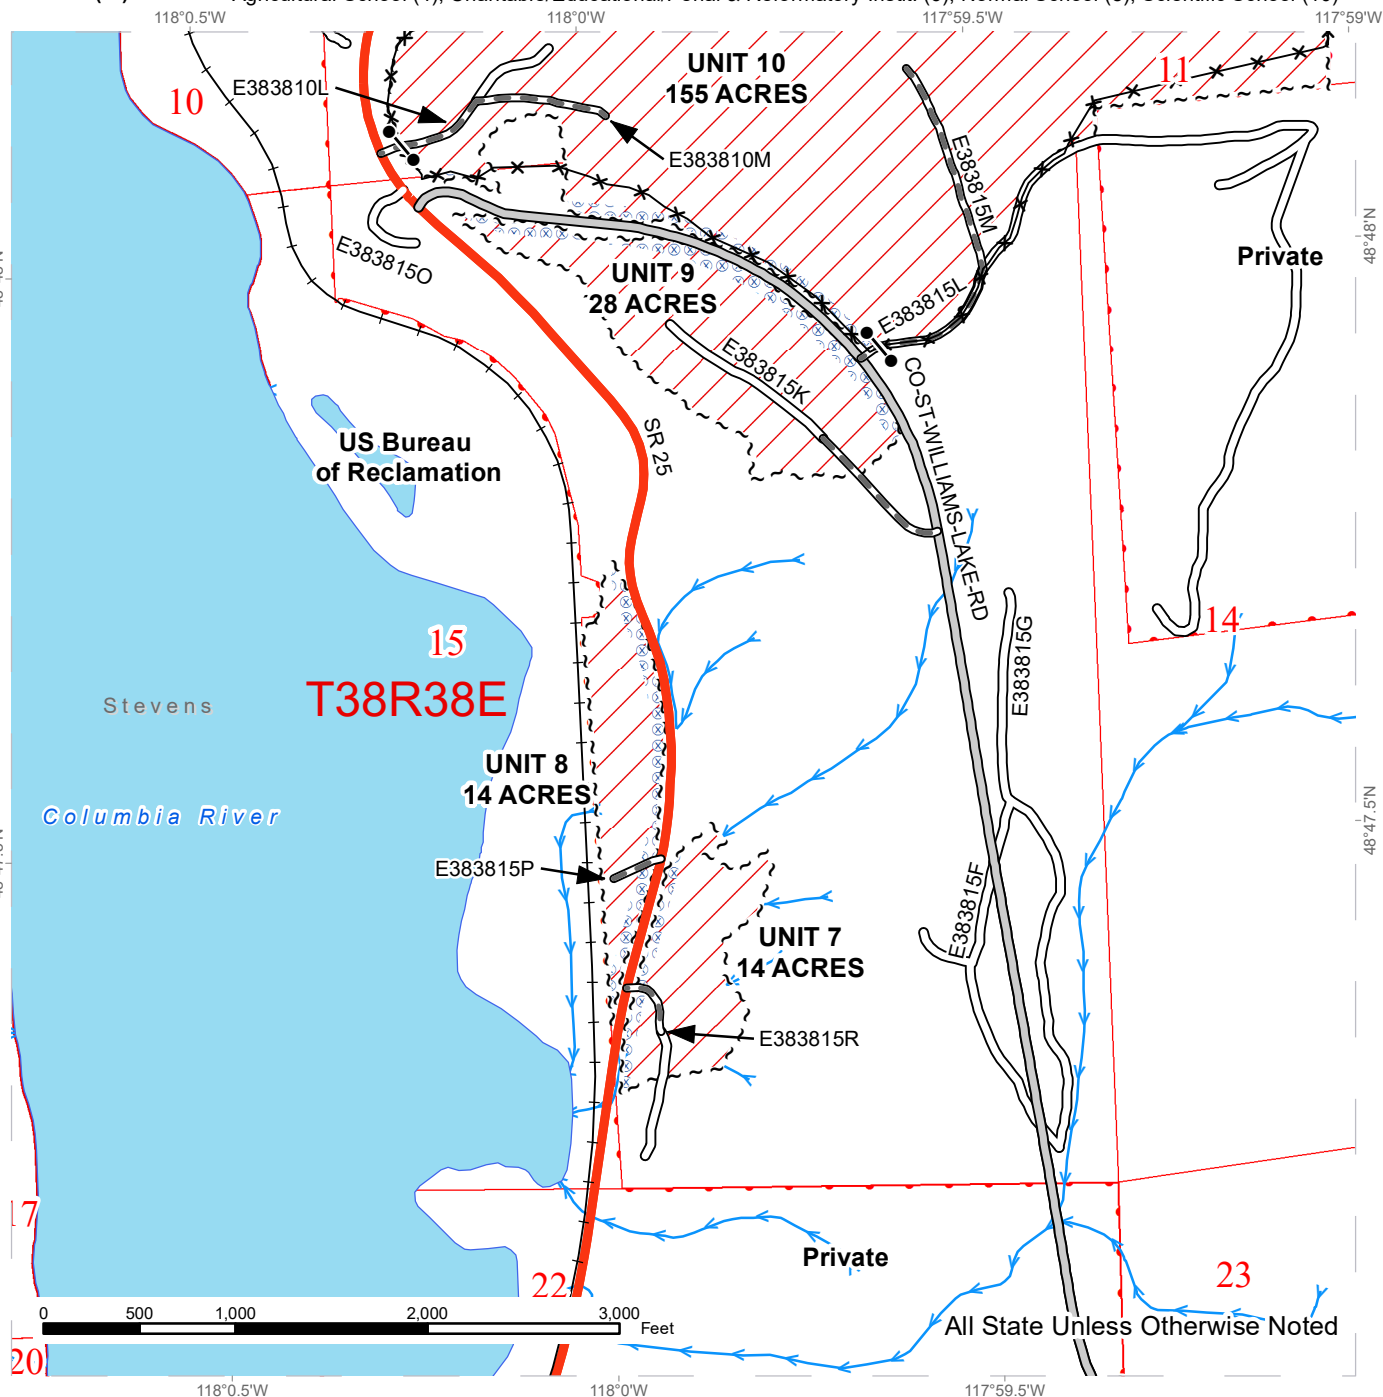 118°0.5'W
118°0'W
117°59.5'W
117°59'W
UNIT 10
155 ACRES
11
E383810L
10
E383810M
E383815M
E383815O
48°48'N
Private
UNIT 9
28 ACRES
E383815L
E383815K
CO-ST-WILLIAMS-LAKE-RD
US Bureau
of Reclamation
SR 25
15
14
E383815G
T38R38E
Stevens
UNIT 8
14 ACRES
Columbia River
48°47.5'N
E383815P
E383815F
UNIT 7
14 ACRES
E383815R
17
Private
22
23
0 500 1,000 2,000 3,000
Feet
All State Unless Otherwise Noted
20
118°0.5'W
118°0'W
117°59.5'W